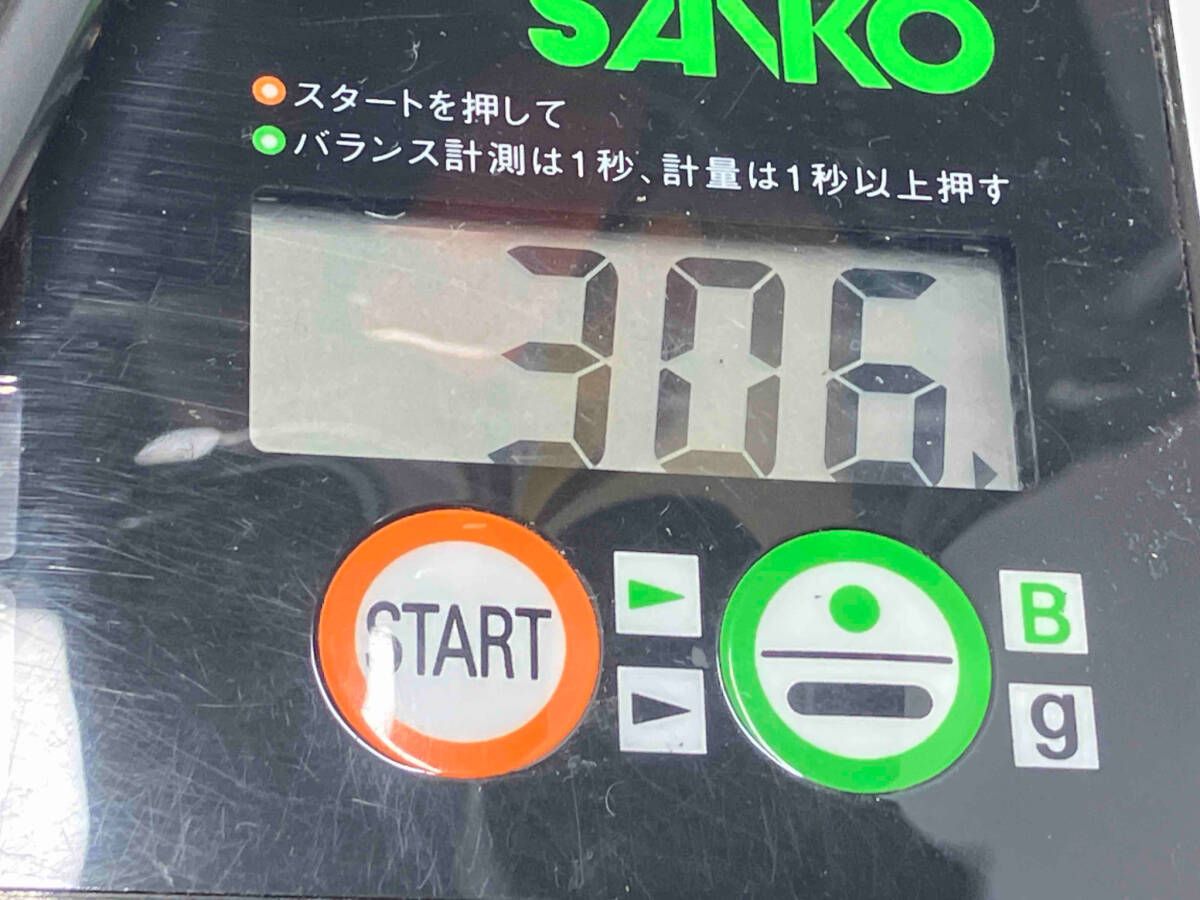 SANKO
スタートを押して
バランス計測は1秒、計量は1秒以上押す
306.
START
B
g